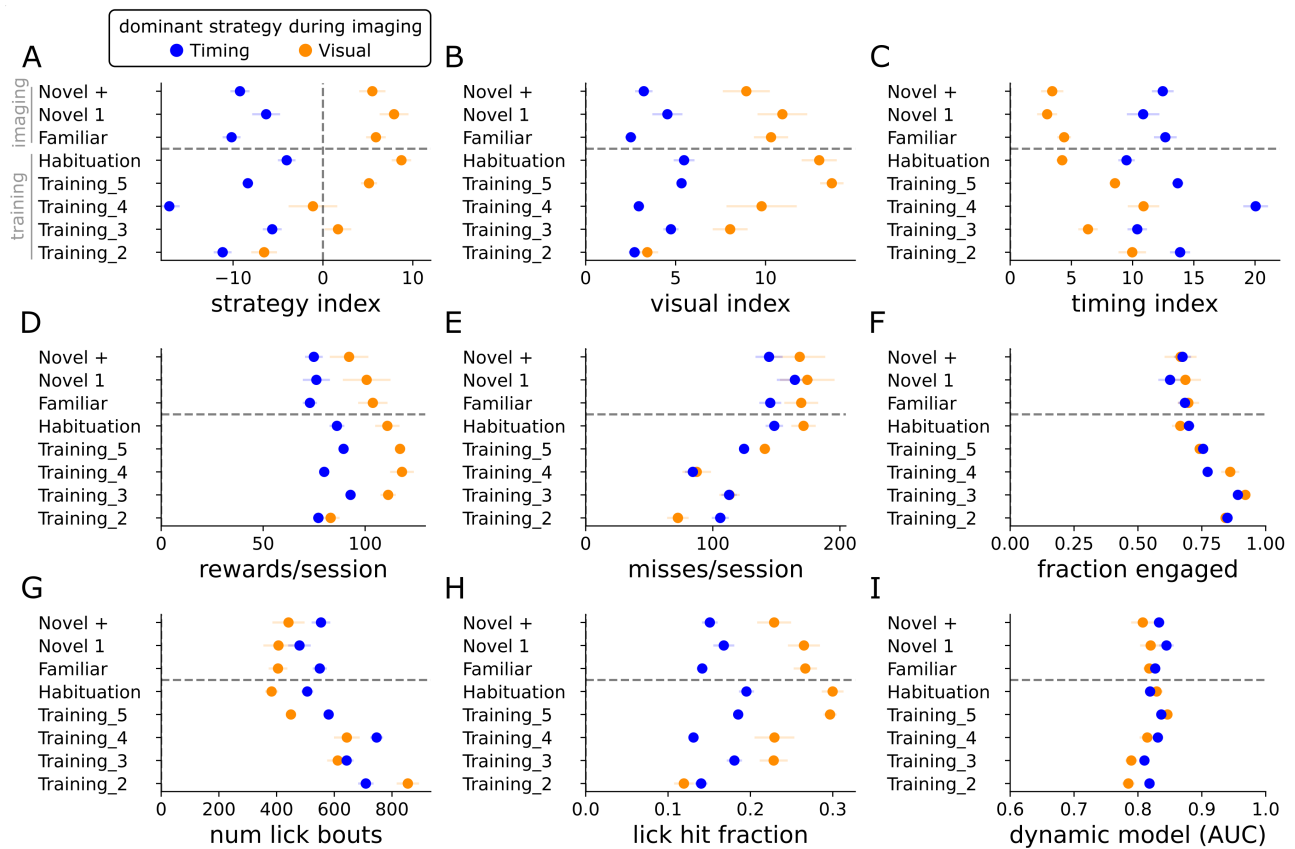 dominant strategy during imaging
Timing Visual
A
imaging
training
Novel +
Novel 1
Familiar
Habituation
Training_5
Training_4
Training_3
Training_2
−10 0 10
strategy index
B
Novel +
Novel 1
Familiar
Habituation
Training_5
Training_4
Training_3
Training_2
0 5 10
visual index
C
Novel +
Novel 1
Familiar
Habituation
Training_5
Training_4
Training_3
Training_2
0 5 10 15 20
timing index
D
Novel +
Novel 1
Familiar
Habituation
Training_5
Training_4
Training_3
Training_2
0 50 100
rewards/session
E
Novel +
Novel 1
Familiar
Habituation
Training_5
Training_4
Training_3
Training_2
0 100 200
misses/session
F
Novel +
Novel 1
Familiar
Habituation
Training_5
Training_4
Training_3
Training_2
0.00 0.25 0.50 0.75 1.00
fraction engaged
G
Novel +
Novel 1
Familiar
Habituation
Training_5
Training_4
Training_3
Training_2
0 200 400 600 800
num lick bouts
H
Novel +
Novel 1
Familiar
Habituation
Training_5
Training_4
Training_3
Training_2
0.0 0.1 0.2 0.3
lick hit fraction
I
Novel +
Novel 1
Familiar
Habituation
Training_5
Training_4
Training_3
Training_2
0.6 0.7 0.8 0.9 1.0
dynamic model (AUC)